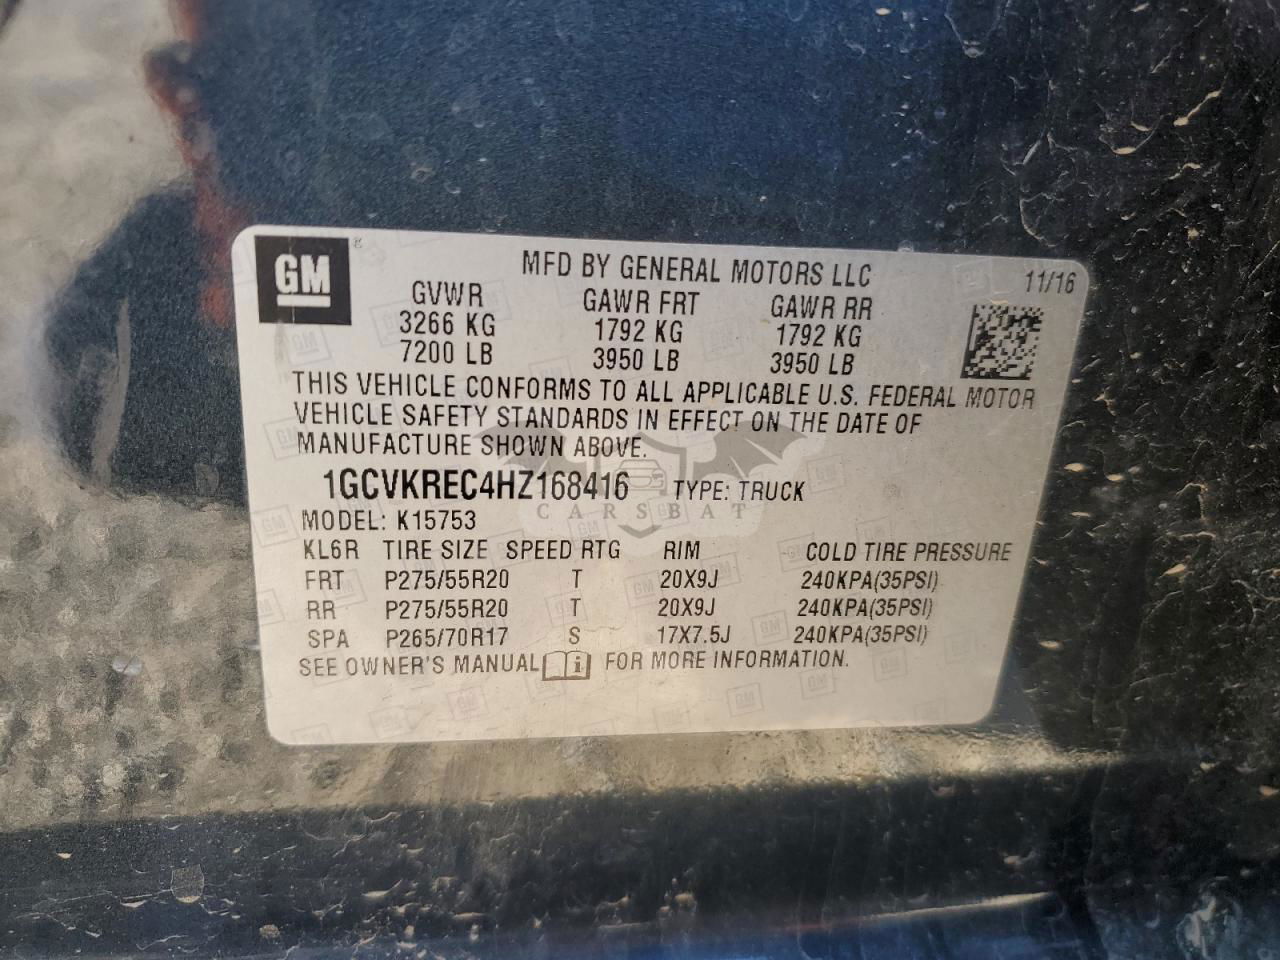 GM
MFD BY GENERAL MOTORS LLC 11/16
GVWR GAWR FRT GAWR RR
3266 KG 1792 KG 1792 KG
7200 LB 3950 LB 3950 LB
THIS VEHICLE CONFORMS TO ALL APPLICABLE U.S. FEDERAL MOTOR
VEHICLE SAFETY STANDARDS IN EFFECT ON THE DATE OF
MANUFACTURE SHOWN ABOVE.
1GCVKREC4HZ168416 TYPE: TRUCK
CARSBAT
MODEL: K15753
KL6R TIRE SIZE SPEED RTG RIM COLD TIRE PRESSURE
FRT P275/55R20 T 20X9J 240KPA(35PSI)
RR P275/55R20 T 20X9J 240KPA(35PSI)
SPA P265/70R17 S 17X7.5J 240KPA(35PSI)
SEE OWNER'S MANUAL i FOR MORE INFORMATION.